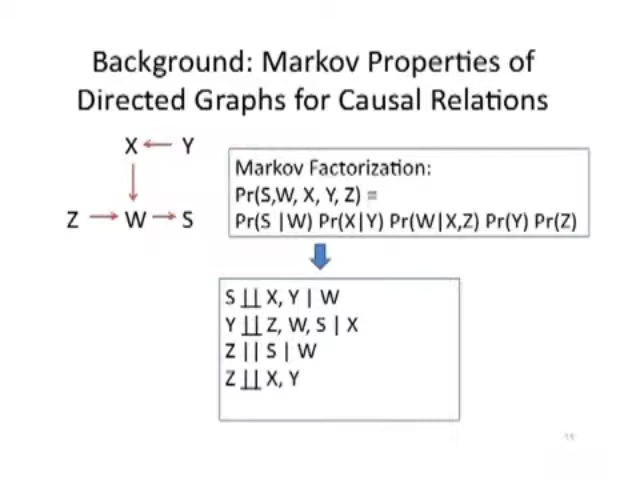 Background: Markov Properties of
Directed Graphs for Causal Relations
X Y
Z W S
Markov Factorization:
Pr(S,W, X, Y, Z) =
Pr(S |W) Pr(X|Y) Pr(W|X,Z) Pr(Y) Pr(Z)
S ∐ X, Y | W
Y ∐ Z, W, S | X
Z || S | W
Z ∐ X, Y